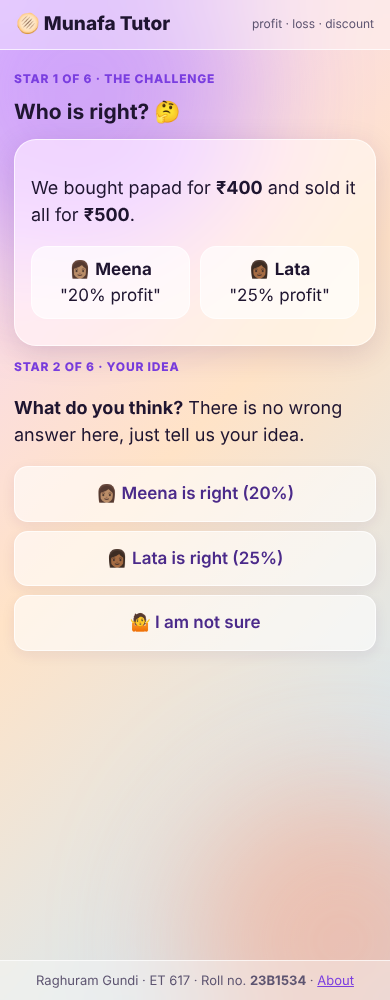 Munafa Tutor
profit · loss · discount
STAR 1 OF 6 · THE CHALLENGE
Who is right? 🤔
We bought papad for ₹400 and sold it
all for ₹500.
👩🏽 Meena
"20% profit"
👩🏾 Lata
"25% profit"
STAR 2 OF 6 · YOUR IDEA
What do you think? There is no wrong
answer here, just tell us your idea.
👩🏽 Meena is right (20%)
👩🏾 Lata is right (25%)
🤷 I am not sure
Raghuram Gundi · ET 617 · Roll no. 23B1534 · About